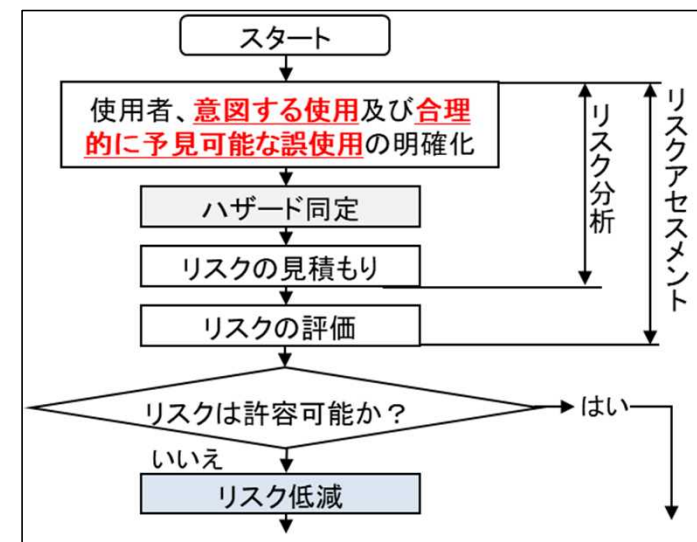 スタート
使用者、意図する使用及び合理
的に予見可能な誤使用の明確化
ハザード同定
リスクの見積もり
リスクの評価
リスクは許容可能か？
はい
いいえ
リスク低減
リスク分析
リスクアセスメント